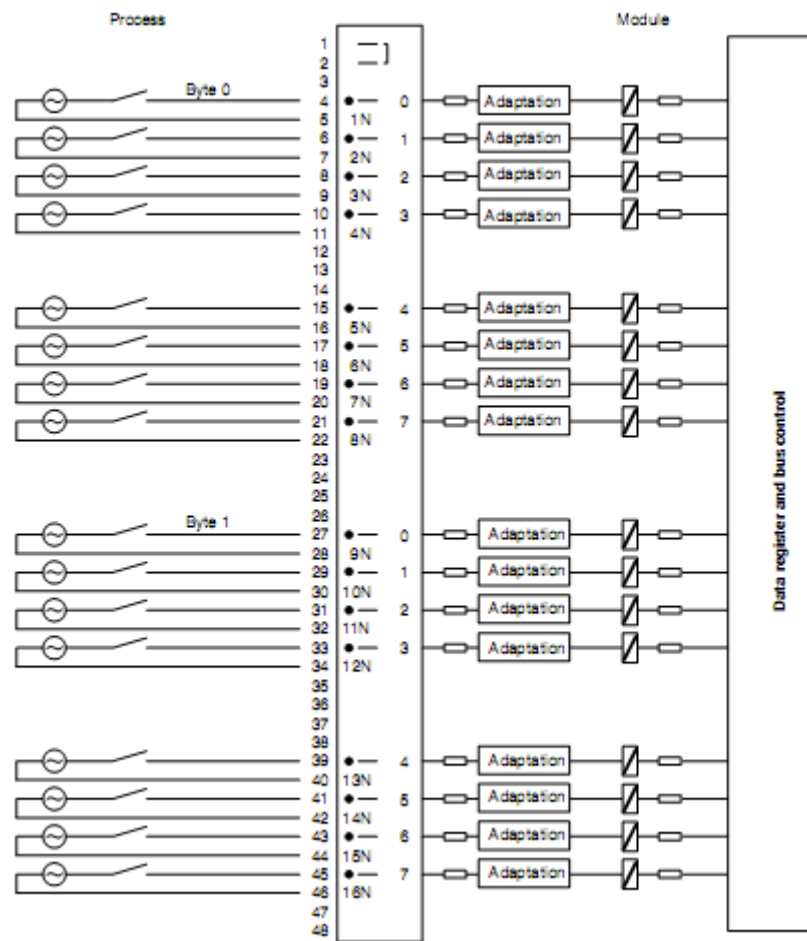 Process Module
1
2
3
Byte 0 4 0 Adaptation
5 1N
6 1 Adaptation
7 2N
8 2 Adaptation
9 3N
10 3 Adaptation
11 4N
12
13
14
15 4 Adaptation
16 5N
17 5 Adaptation
18 6N
19 6 Adaptation
20 7N
21 7 Adaptation
22 8N
23
24
25
26
Byte 1 27 0 Adaptation
28 9N
29 1 Adaptation
30 10N
31 2 Adaptation
32 11N
33 3 Adaptation
34 12N
35
36
37
38
39 4 Adaptation
40 13N
41 5 Adaptation
42 14N
43 6 Adaptation
44 15N
45 7 Adaptation
46 16N
47
48
Data register and bus control